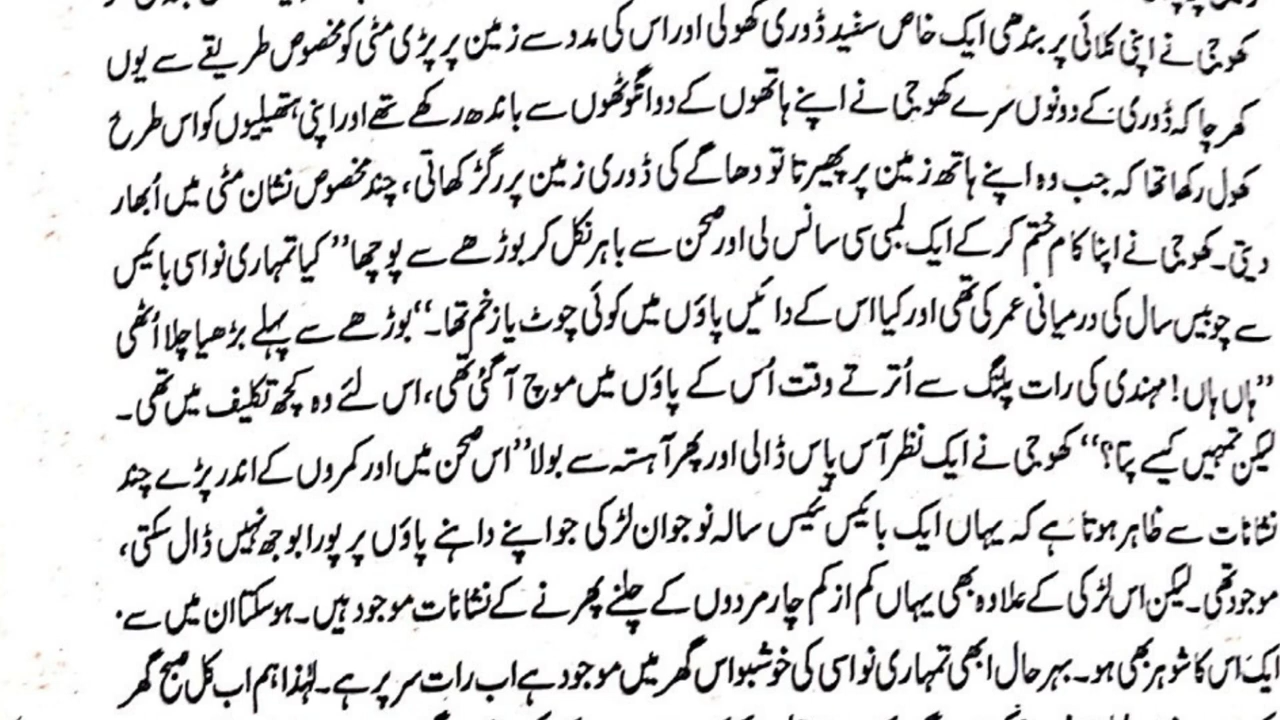 کھوجی نے اپنی کلائی پر بندھی ایک خاص سفید ڈوری کھولی اور اس کی مدد سے زمین پر پڑی مٹی کو مخصوص طریقے سے یوں
کھرچا کہ ڈوری کے دونوں سرے کھوجی نے اپنے ہاتھوں کے دو انگوٹھوں سے باندھ رکھے تھے اور اپنی ہتھیلیوں کو اس طرح
کھول رکھا تھا کہ جب وہ اپنے ہاتھ زمین پر پھیرتا تو دھاگے کی ڈوری زمین پر رگڑ کھاتی، چند مخصوص نشان مٹی میں اُبھار
دیتی۔ کھوجی نے اپنا کام ختم کر کے ایک لمبی سی سانس لی اور صحن سے باہر نکل کر بوڑھے سے پوچھا ”کیا تمہاری نواسی بائیس
سے چوبیس سال کی درمیانی عمر کی تھی اور کیا اس کے دائیں پاؤں میں کوئی چوٹ یا زخم تھا۔“ بوڑھے سے پہلے بڑھیا چلا اُٹھی
”ہاں ہاں! مہندی کی رات پلنگ سے اُترتے وقت اُس کے پاؤں میں موچ آ گئی تھی، اس لئے وہ کچھ تکلیف میں تھی۔
لیکن تمہیں کیسے پتا؟“ کھوجی نے ایک نظر آس پاس ڈالی اور پھر آہستہ سے بولا ”اس صحن میں اور کمروں کے اندر پڑے چند
نشانات سے ظاہر ہوتا ہے کہ یہاں ایک بائیس تئیس سالہ نوجوان لڑکی جو اپنے داہنے پاؤں پر پورا بوجھ نہیں ڈال سکتی،
موجود تھی۔ لیکن اس لڑکی کے علاوہ بھی یہاں کم از کم چار مردوں کے چلنے پھرنے کے نشانات موجود ہیں۔ ہو سکتا ان میں سے
ایک اس کا شوہر بھی ہو۔ بہرحال ابھی تمہاری نواسی کی خوشبو اس گھر میں موجود ہے اب رات سر پر ہے۔ لہٰذا ہم اب کل صبح گھر